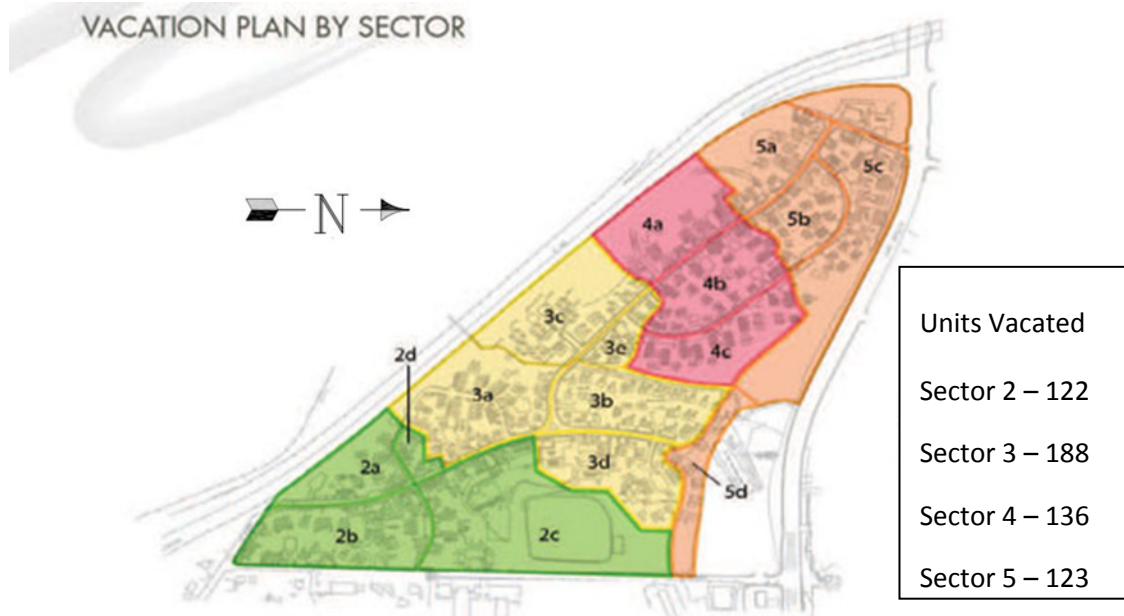 VACATION PLAN BY SECTOR
N
5a
5c
4a
5b
4b
3c
3e
4c
2d
3a
3b
3d
2a
5d
2b
2c
Units Vacated
Sector 2 – 122
Sector 3 – 188
Sector 4 – 136
Sector 5 – 123